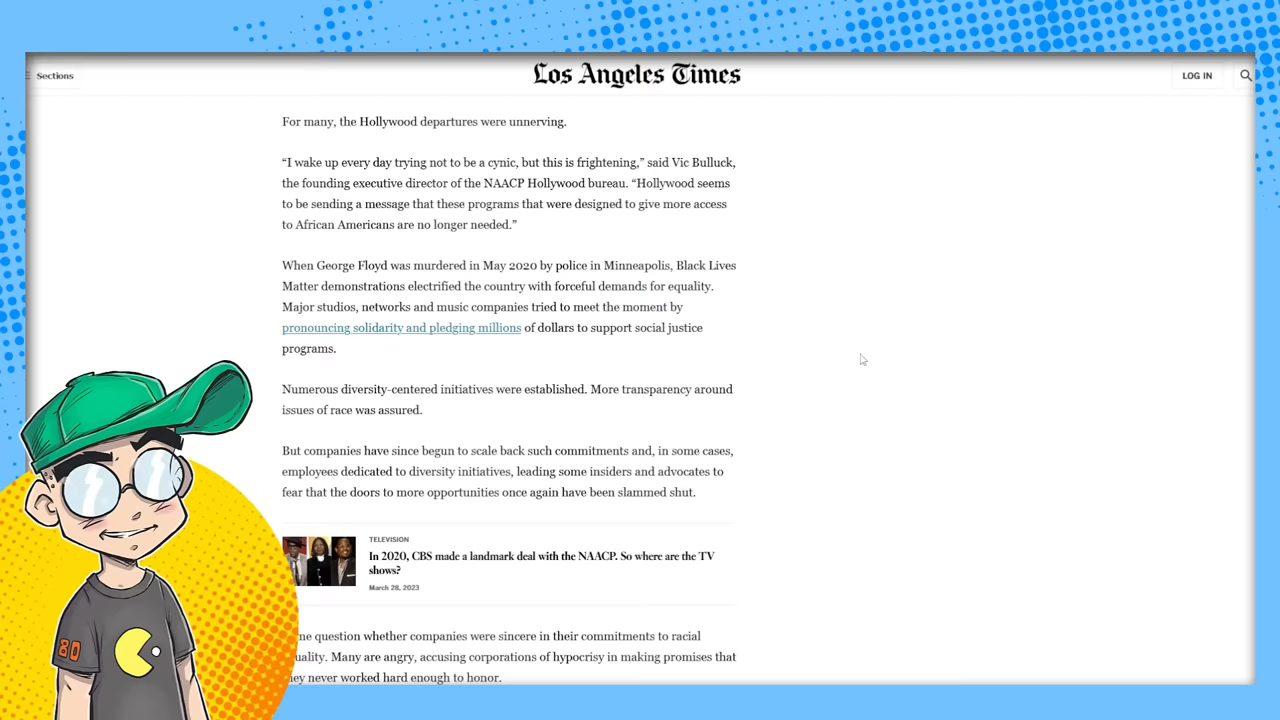 Sections
Los Angeles Times
LOG IN
For many, the Hollywood departures were unnerving.
“I wake up every day trying not to be a cynic, but this is frightening,” said Vic Bulluck,
the founding executive director of the NAACP Hollywood bureau. “Hollywood seems
to be sending a message that these programs that were designed to give more access
to African Americans are no longer needed.”
When George Floyd was murdered in May 2020 by police in Minneapolis, Black Lives
Matter demonstrations electrified the country with forceful demands for equality.
Major studios, networks and music companies tried to meet the moment by
pronouncing solidarity and pledging millions of dollars to support social justice
programs.
Numerous diversity-centered initiatives were established. More transparency around
issues of race was assured.
But companies have since begun to scale back such commitments and, in some cases,
employees dedicated to diversity initiatives, leading some insiders and advocates to
fear that the doors to more opportunities once again have been slammed shut.
TELEVISION
In 2020, CBS made a landmark deal with the NAACP. So where are the TV
shows?
March 28, 2023
question whether companies were sincere in their commitments to racial
Many are angry, accusing corporations of hypocrisy in making promises that
never worked hard enough to honor.
80